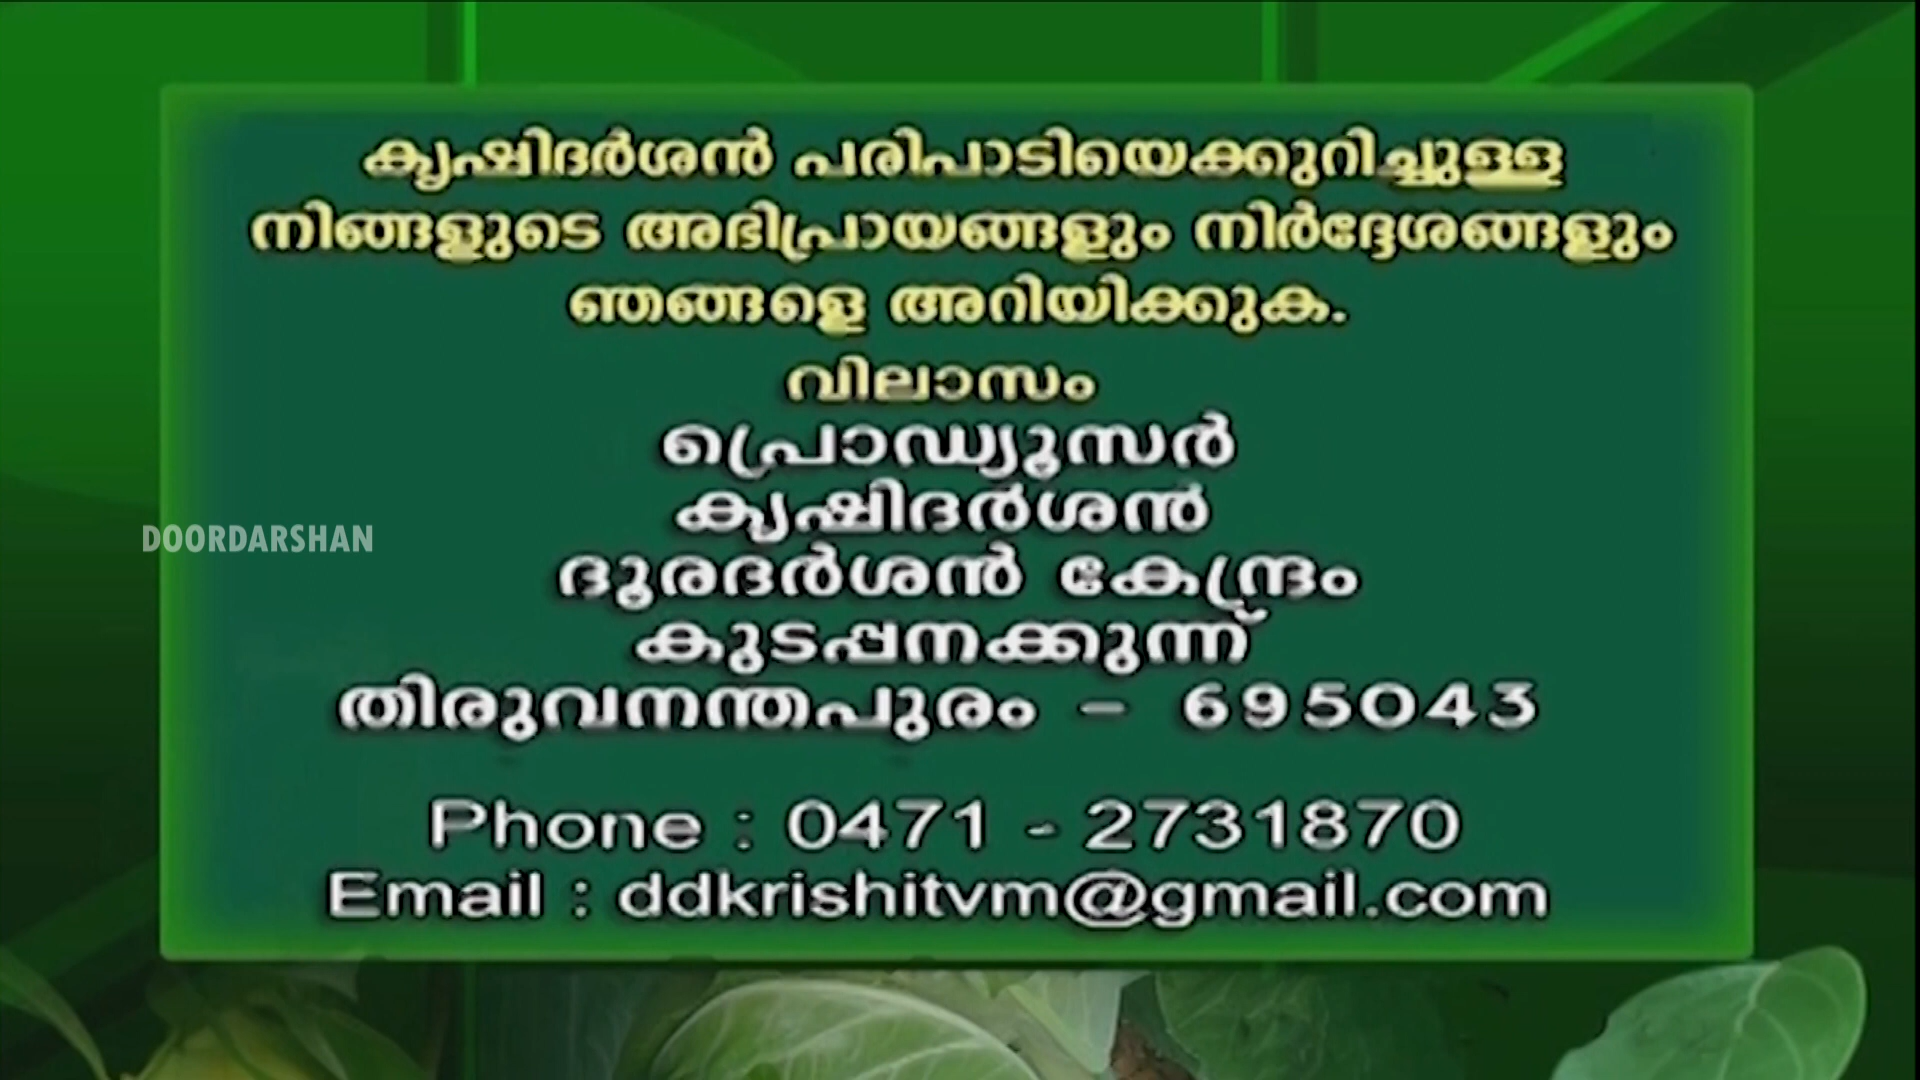 കൃഷിദർശൻ പരിപാടിയെക്കുറിച്ചുള്ള
നിങ്ങളുടെ അഭിപ്രായങ്ങളും നിർദ്ദേശങ്ങളും
ഞങ്ങളെ അറിയിക്കുക.
വിലാസം
പ്രൊഡ്യൂസർ
കൃഷിദർശൻ
DOORDARSHAN
ദൂരദർശൻ കേന്ദ്രം
കുടപ്പനക്കുന്ന്
തിരുവനന്തപുരം - 695043
Phone : 0471 - 2731870
Email : ddkrishitvm@gmail.com